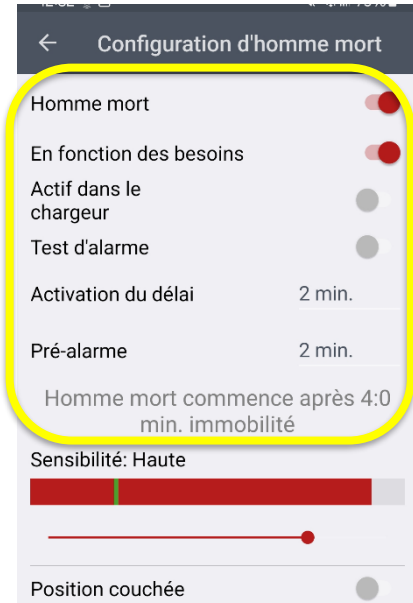 Configuration d'homme mort
Homme mort
En fonction des besoins
Actif dans le
chargeur
Test d'alarme
Activation du délai 2 min.
Pré-alarme 2 min.
Homme mort commence après 4:0
min. immobilité
Sensibilité: Haute
Position couchée